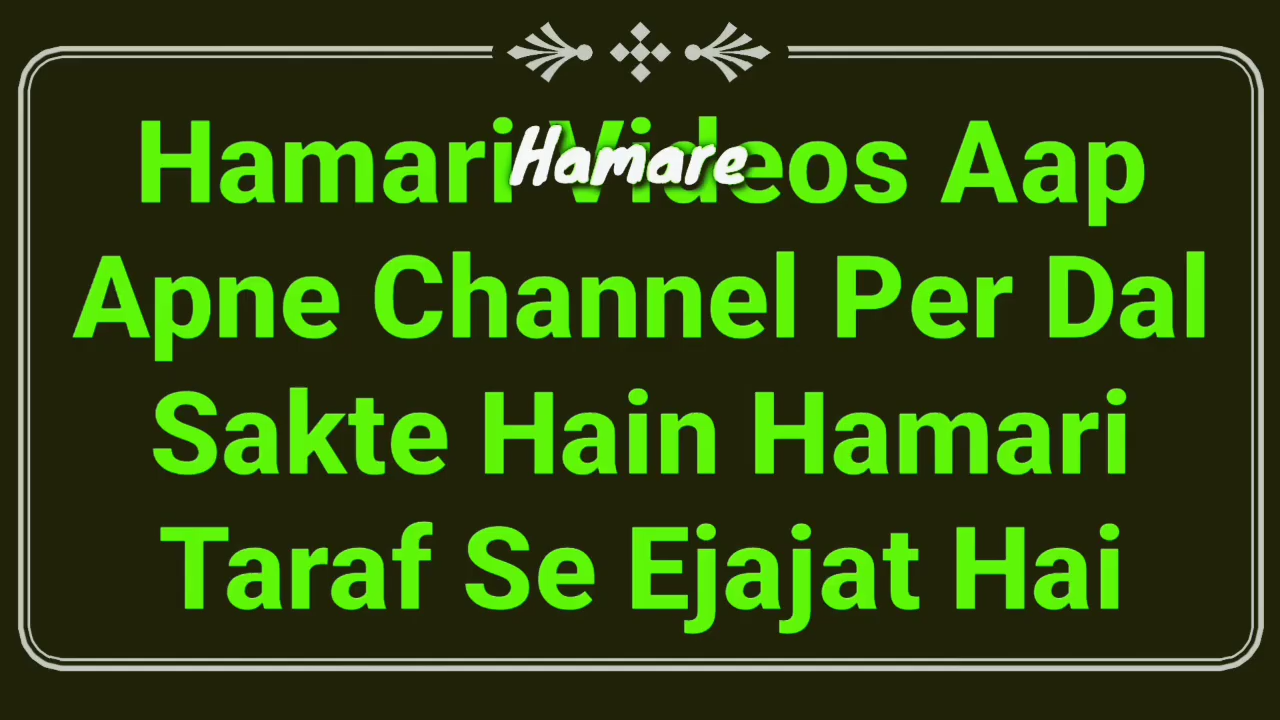 Hamari Videos Aap
Hamare
Apne Channel Per Dal
Sakte Hain Hamari
Taraf Se Ejajat Hai